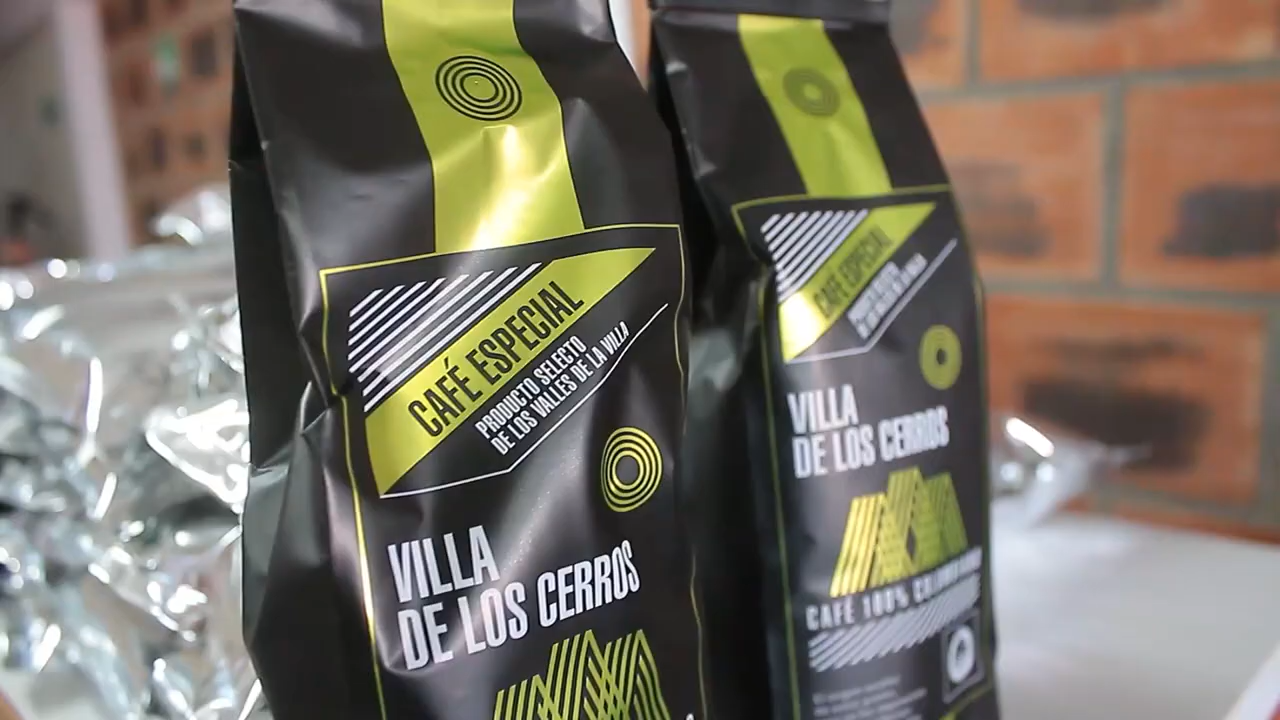 CAFÉ ESPECIAL
PRODUCTO SELECTO
DE LOS VALLES DE LA VILLA
VILLA
DE LOS CERROS
CAFÉ ESPECIAL
VILLA
DE LOS CERROS
CAFÉ 100% COLOMBIANO